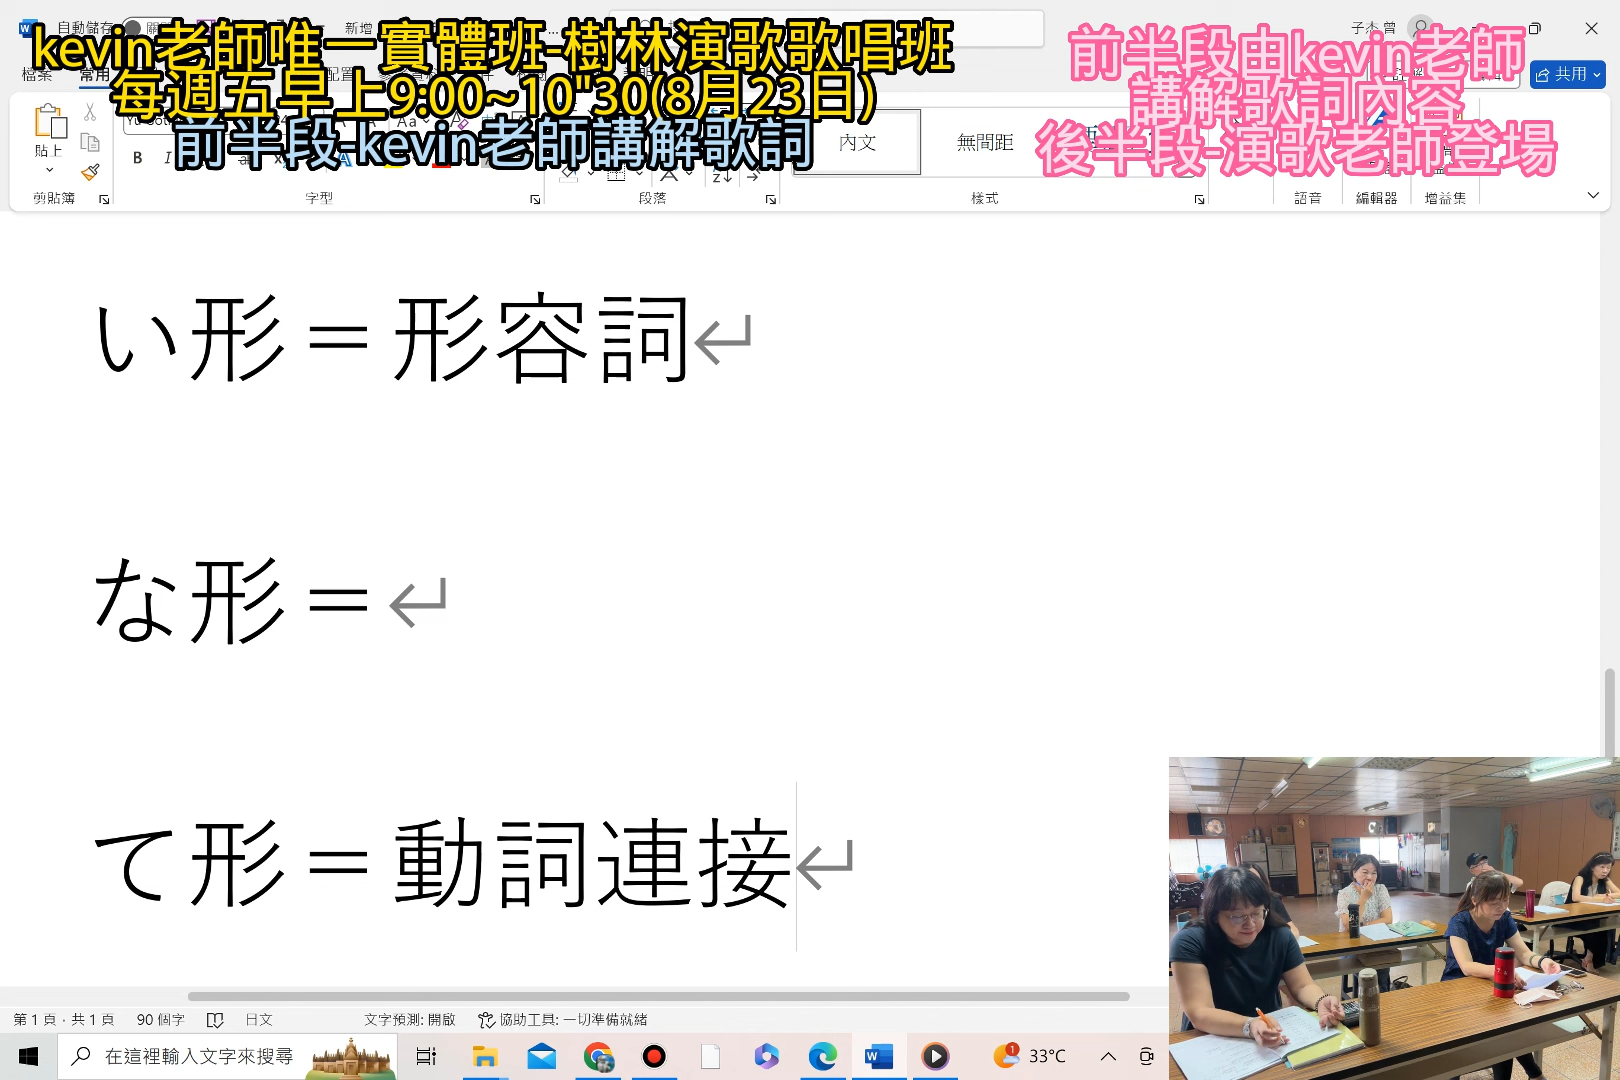 kevin老師唯一實體班-樹林演歌歌唱班
每週五早上9:00~10"30(8月23日)
前半段-kevin老師講解歌詞
前半段由kevin老師
講解歌詞內容
後半段-演歌老師登場
自動儲存
新增
子杰 曾
檔案
常用
共用
貼上
B I
Aa
內文
無間距
剪貼簿
字型
段落
樣式
語音
編輯器
增益集
い形＝形容詞
な形＝
て形＝動詞連接
第 1 頁，共 1 頁
90 個字
日文
文字預測: 開啟
協助工具: 一切準備就緒
在這裡輸入文字來搜尋
1
33°C